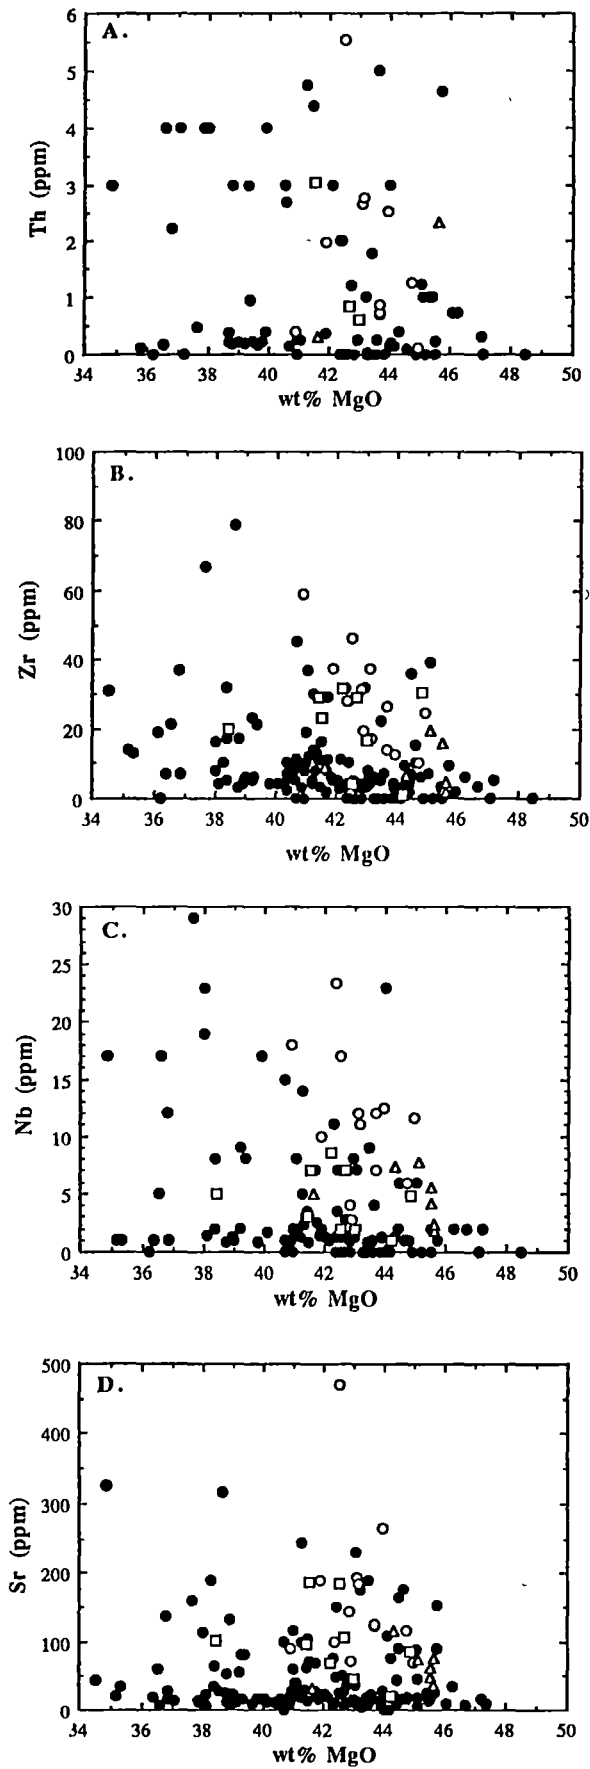 A.
6
5
4
3
2
1
0
Th (ppm)
34 36 38 40 42 44 46 48 50
wt% MgO
B.
100
80
60
40
20
0
Zr (ppm)
34 36 38 40 42 44 46 48 50
wt% MgO
C.
30
25
20
15
10
5
0
Nb (ppm)
34 36 38 40 42 44 46 48 50
wt% MgO
D.
500
400
300
200
100
0
Sr (ppm)
34 36 38 40 42 44 46 48 50
wt% MgO